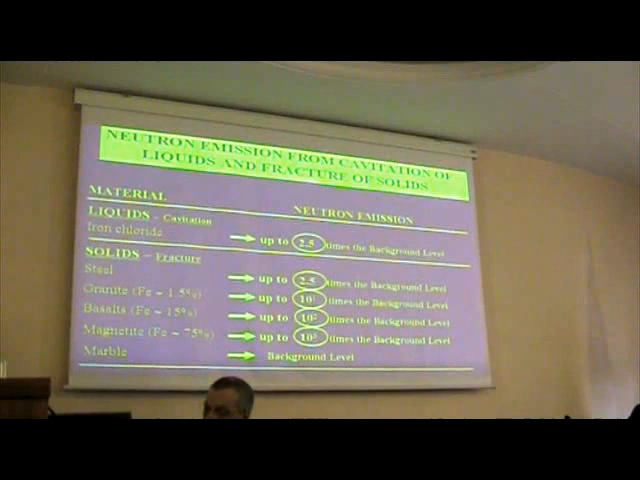 NEUTRON EMISSION FROM CAVITATION OF
LIQUIDS AND FRACTURE OF SOLIDS
MATERIAL NEUTRON EMISSION
LIQUIDS - Cavitation
Iron chloride up to 2.5 times the Background Level
SOLIDS – Fracture
Steel up to 2.5 times the Background Level
Granite (Fe ~ 1.5%) up to 10¹ times the Background Level
Basalts (Fe ~ 15%) up to 10² times the Background Level
Magnetite (Fe ~ 75%) up to 10³ times the Background Level
Marble Background Level